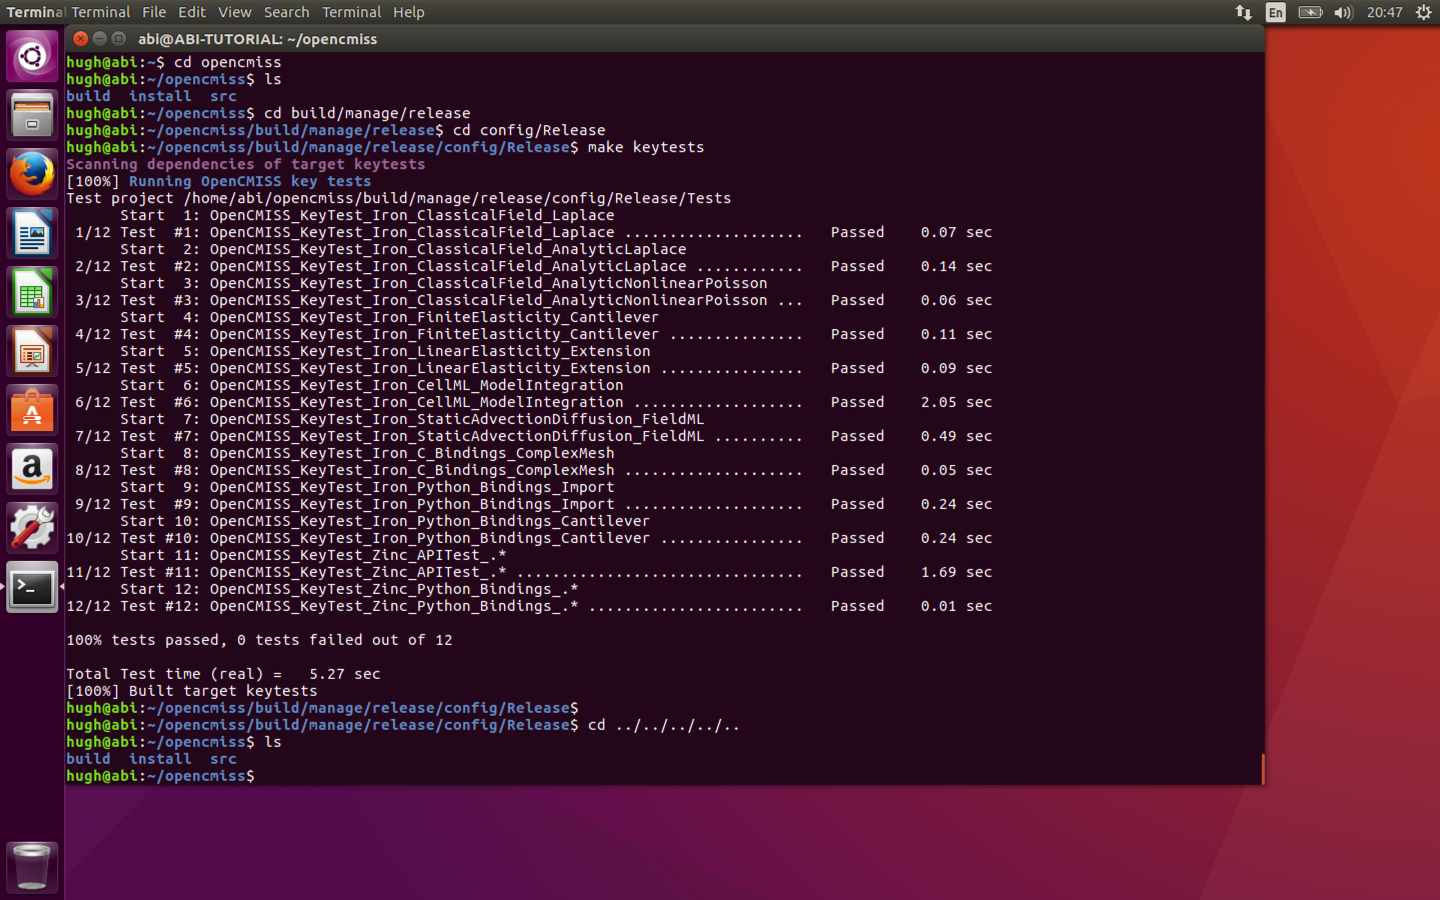 Terminal Terminal File Edit View Search Terminal Help En 20:47
abi@ABI-TUTORIAL: ~/opencmiss
hugh@abi:~$ cd opencmiss
hugh@abi:~/opencmiss$ ls
build  install  src
hugh@abi:~/opencmiss$ cd build/manage/release
hugh@abi:~/opencmiss/build/manage/release$ cd config/Release
hugh@abi:~/opencmiss/build/manage/release/config/Release$ make keytests
Scanning dependencies of target keytests
[100%] Running OpenCMISS key tests
Test project /home/abi/opencmiss/build/manage/release/config/Release/Tests
      Start  1: OpenCMISS_KeyTest_Iron_ClassicalField_Laplace
 1/12 Test  #1: OpenCMISS_KeyTest_Iron_ClassicalField_Laplace ....................   Passed    0.07 sec
      Start  2: OpenCMISS_KeyTest_Iron_ClassicalField_AnalyticLaplace
 2/12 Test  #2: OpenCMISS_KeyTest_Iron_ClassicalField_AnalyticLaplace ............   Passed    0.14 sec
      Start  3: OpenCMISS_KeyTest_Iron_ClassicalField_AnalyticNonlinearPoisson
 3/12 Test  #3: OpenCMISS_KeyTest_Iron_ClassicalField_AnalyticNonlinearPoisson ...   Passed    0.06 sec
      Start  4: OpenCMISS_KeyTest_Iron_FiniteElasticity_Cantilever
 4/12 Test  #4: OpenCMISS_KeyTest_Iron_FiniteElasticity_Cantilever ...............   Passed    0.11 sec
      Start  5: OpenCMISS_KeyTest_Iron_LinearElasticity_Extension
 5/12 Test  #5: OpenCMISS_KeyTest_Iron_LinearElasticity_Extension ................   Passed    0.09 sec
      Start  6: OpenCMISS_KeyTest_Iron_CellML_ModelIntegration
 6/12 Test  #6: OpenCMISS_KeyTest_Iron_CellML_ModelIntegration ...................   Passed    2.05 sec
      Start  7: OpenCMISS_KeyTest_Iron_StaticAdvectionDiffusion_FieldML
 7/12 Test  #7: OpenCMISS_KeyTest_Iron_StaticAdvectionDiffusion_FieldML ..........   Passed    0.49 sec
      Start  8: OpenCMISS_KeyTest_Iron_C_Bindings_ComplexMesh
 8/12 Test  #8: OpenCMISS_KeyTest_Iron_C_Bindings_ComplexMesh ....................   Passed    0.05 sec
      Start  9: OpenCMISS_KeyTest_Iron_Python_Bindings_Import
 9/12 Test  #9: OpenCMISS_KeyTest_Iron_Python_Bindings_Import ....................   Passed    0.24 sec
      Start 10: OpenCMISS_KeyTest_Iron_Python_Bindings_Cantilever
10/12 Test #10: OpenCMISS_KeyTest_Iron_Python_Bindings_Cantilever ................   Passed    0.24 sec
      Start 11: OpenCMISS_KeyTest_Zinc_APITest_.*
11/12 Test #11: OpenCMISS_KeyTest_Zinc_APITest_.* ................................   Passed    1.69 sec
      Start 12: OpenCMISS_KeyTest_Zinc_Python_Bindings_.*
12/12 Test #12: OpenCMISS_KeyTest_Zinc_Python_Bindings_.* ........................   Passed    0.01 sec
100% tests passed, 0 tests failed out of 12
Total Test time (real) =   5.27 sec
[100%] Built target keytests
hugh@abi:~/opencmiss/build/manage/release/config/Release$
hugh@abi:~/opencmiss/build/manage/release/config/Release$ cd ../../../../..
hugh@abi:~/opencmiss$ ls
build  install  src
hugh@abi:~/opencmiss$